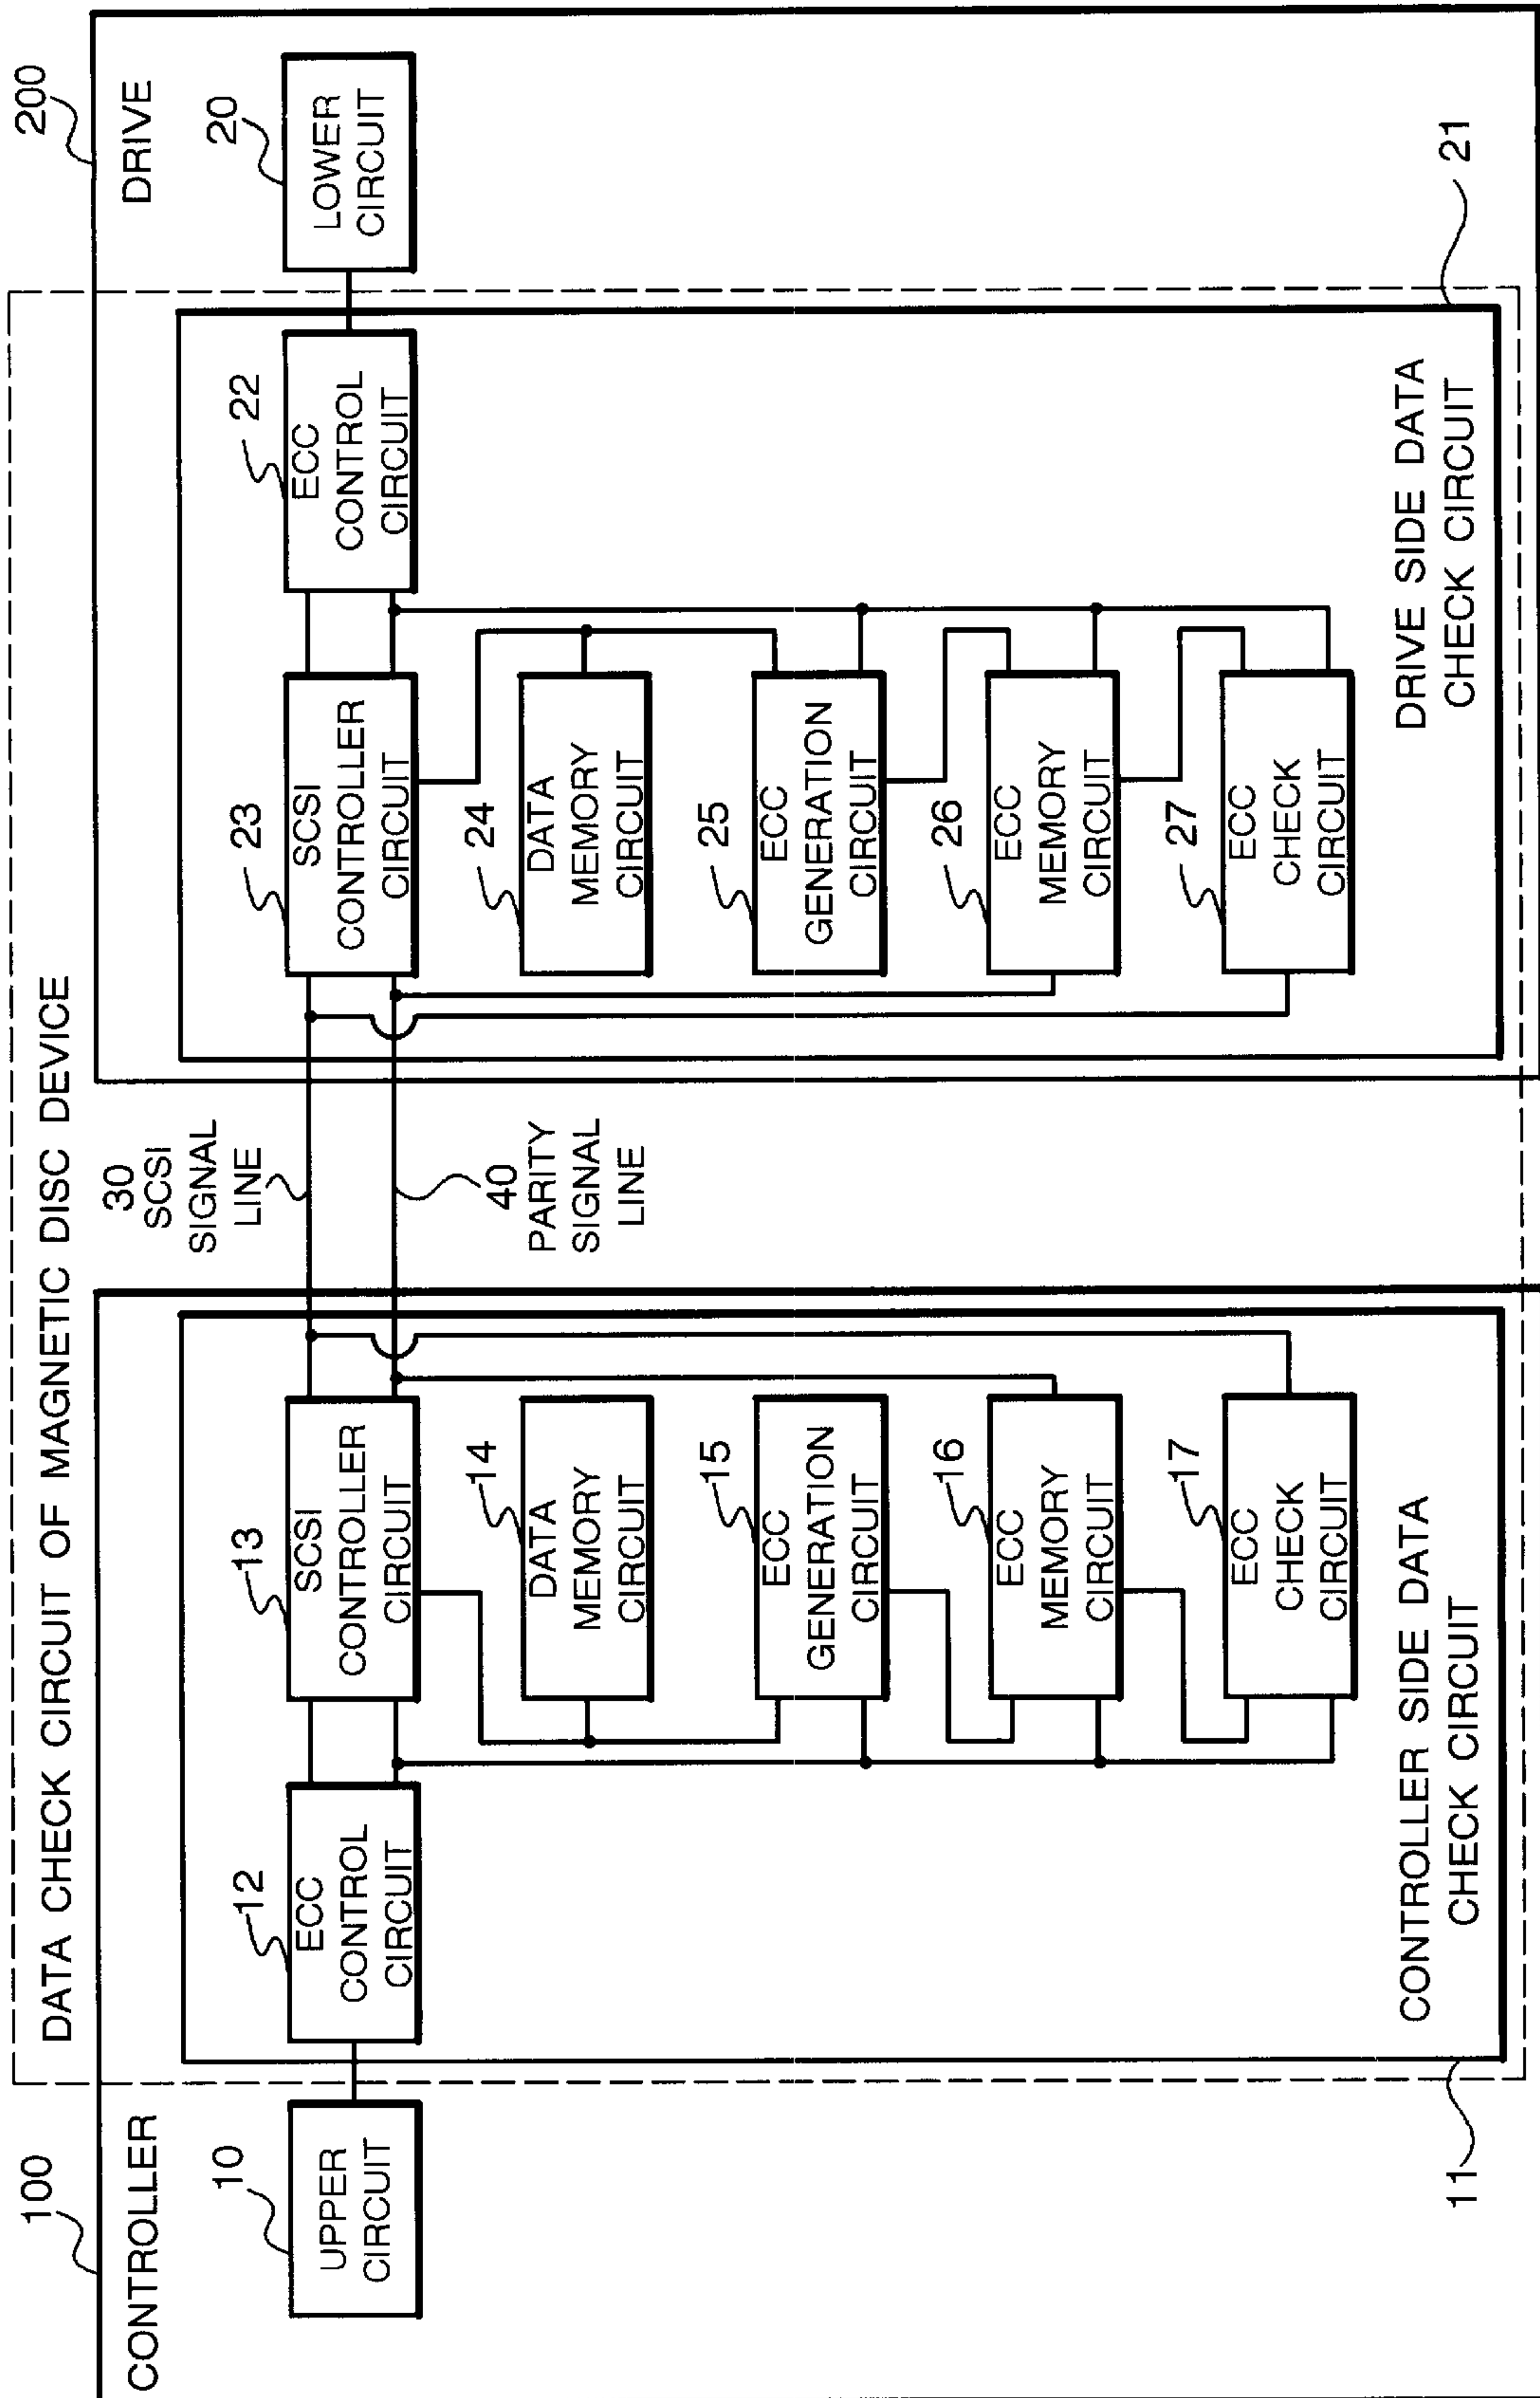 DATA CHECK CIRCUIT OF MAGNETIC DISC DEVICE
100
CONTROLLER
10
UPPER
CIRCUIT
12
ECC
CONTROL
CIRCUIT
13
SCSI
CONTROLLER
CIRCUIT
14
DATA
MEMORY
CIRCUIT
15
ECC
GENERATION
CIRCUIT
16
ECC
MEMORY
CIRCUIT
17
ECC
CHECK
CIRCUIT
CONTROLLER SIDE DATA
CHECK CIRCUIT
11
30
SCSI
SIGNAL
LINE
40
PARITY
SIGNAL
LINE
200
DRIVE
20
LOWER
CIRCUIT
22
ECC
CONTROL
CIRCUIT
23
SCSI
CONTROLLER
CIRCUIT
24
DATA
MEMORY
CIRCUIT
25
ECC
GENERATION
CIRCUIT
26
ECC
MEMORY
CIRCUIT
27
ECC
CHECK
CIRCUIT
DRIVE SIDE DATA
CHECK CIRCUIT
21